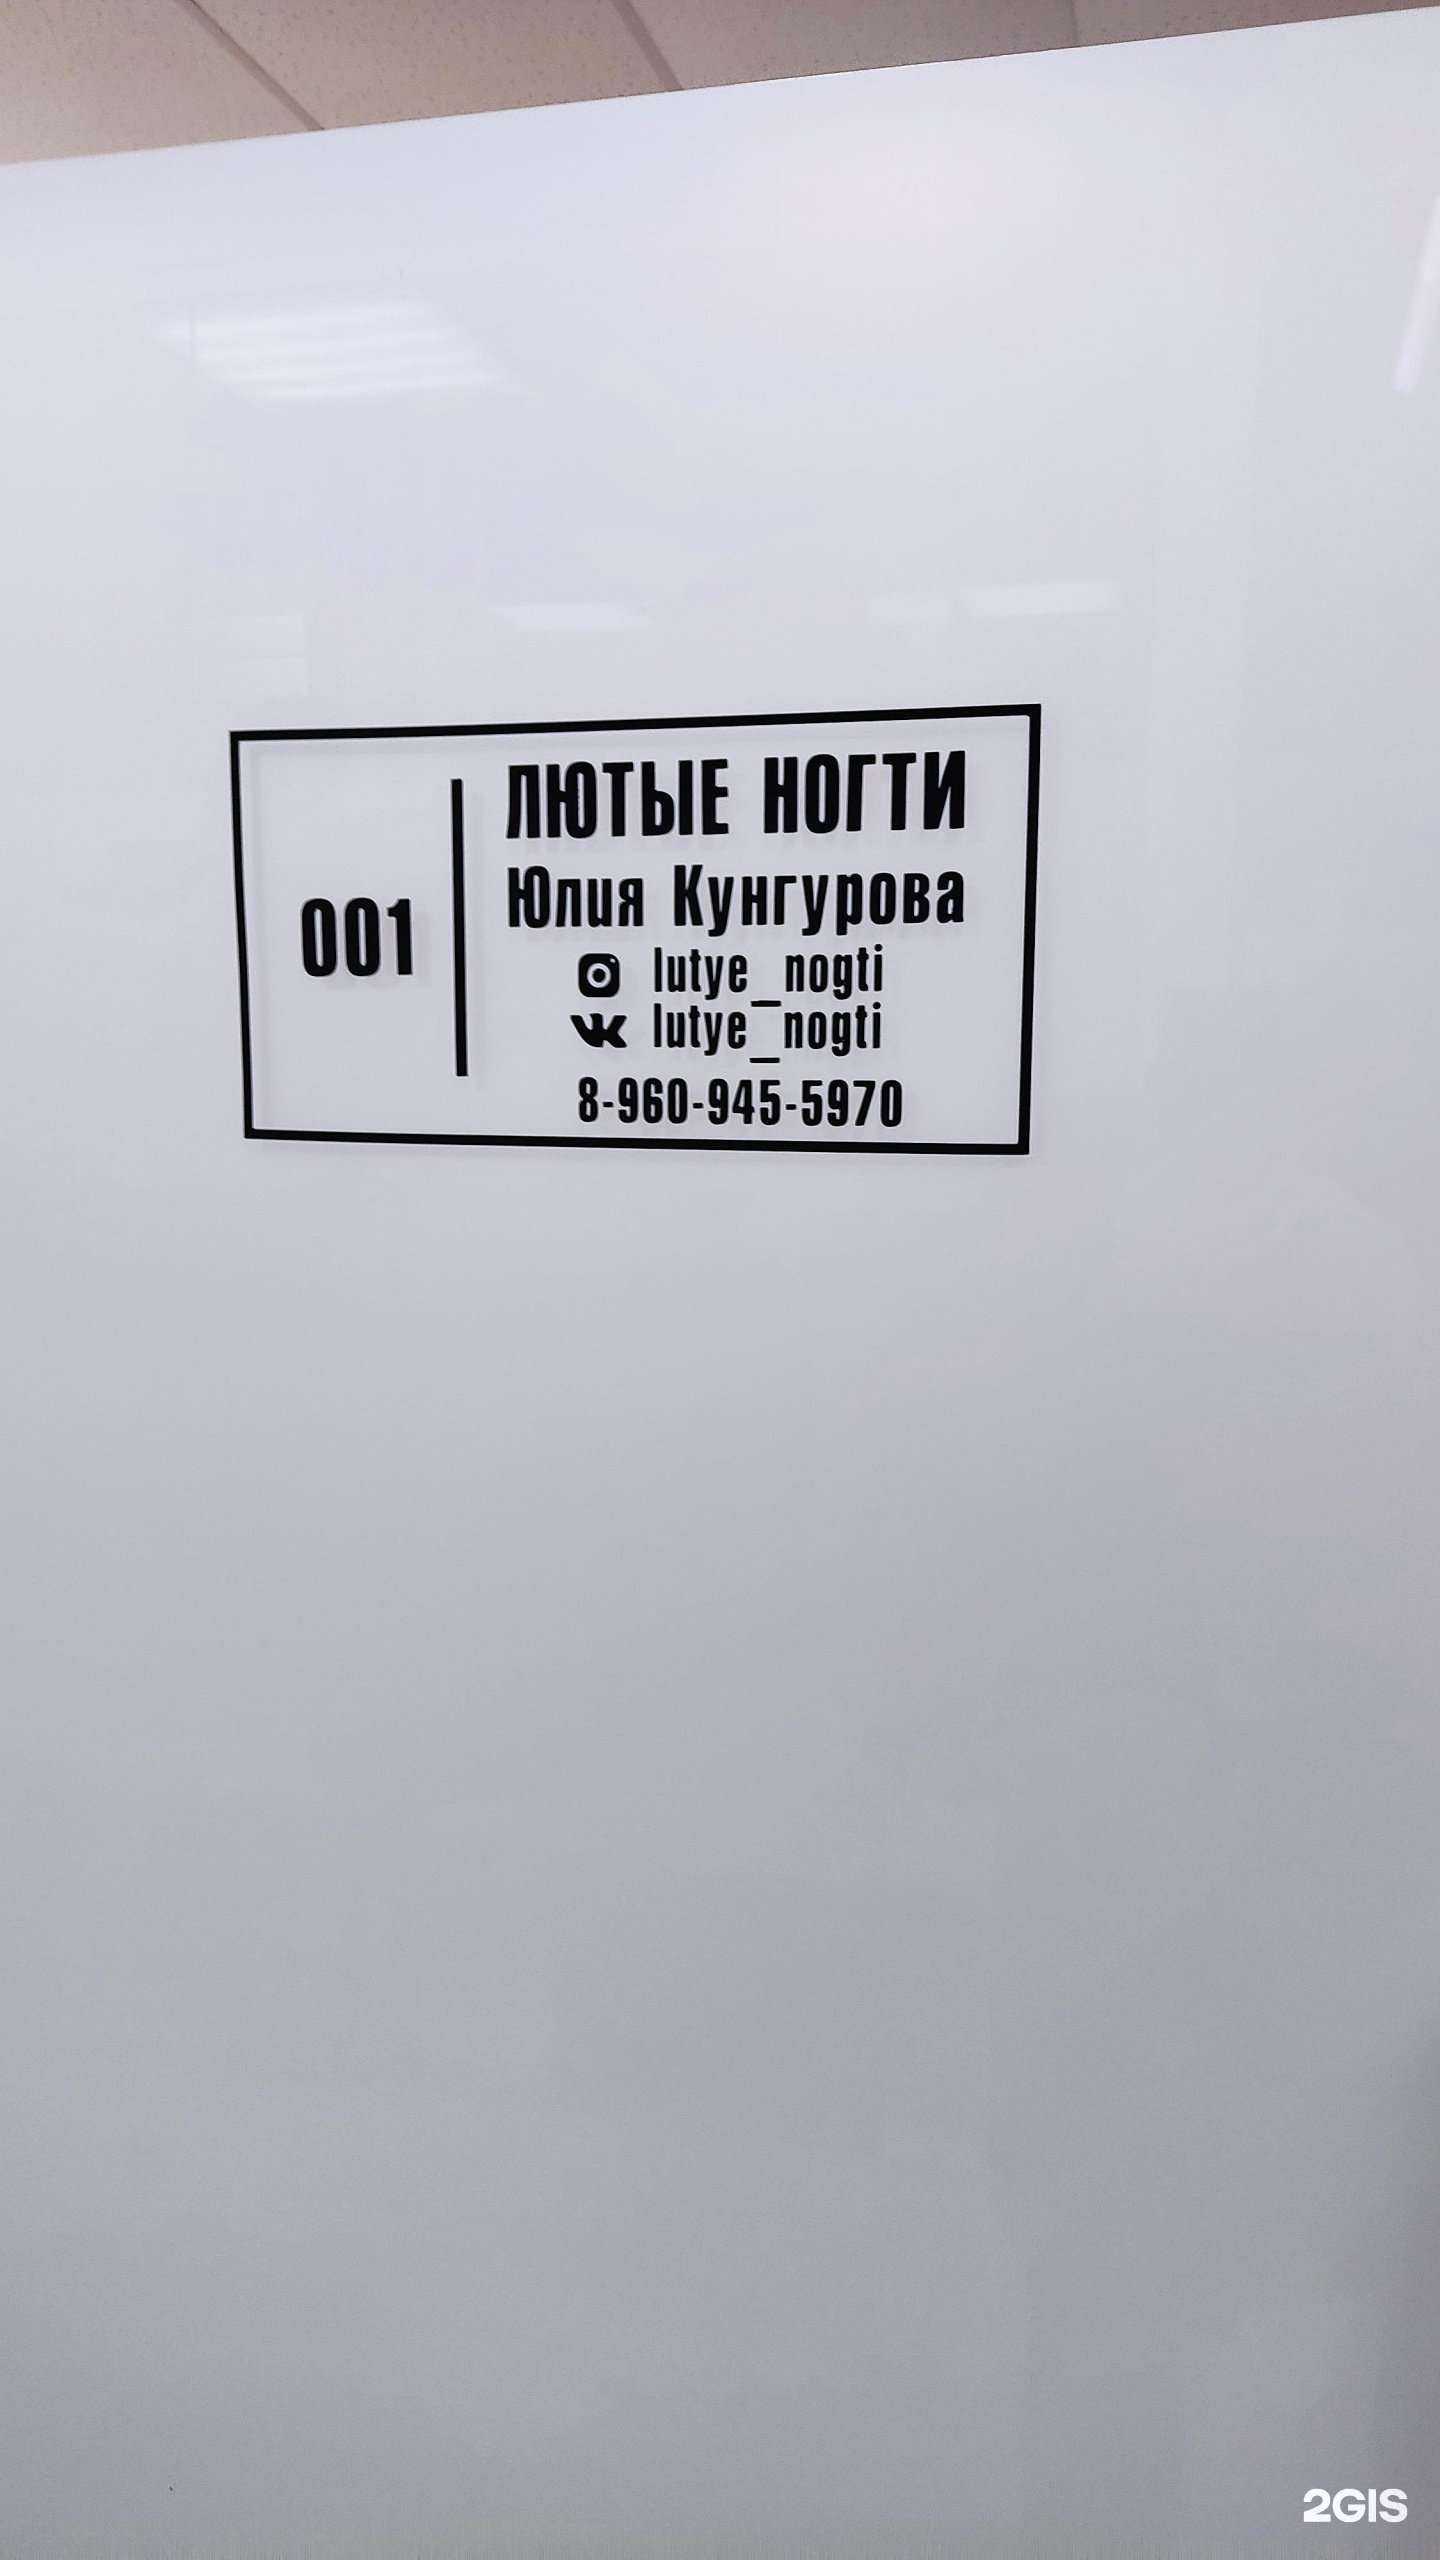 001
ЛЮТЫЕ НОГТИ
Юлия Кунгурова
lutye_nogti
lutye_nogti
8-960-945-5970
2GIS